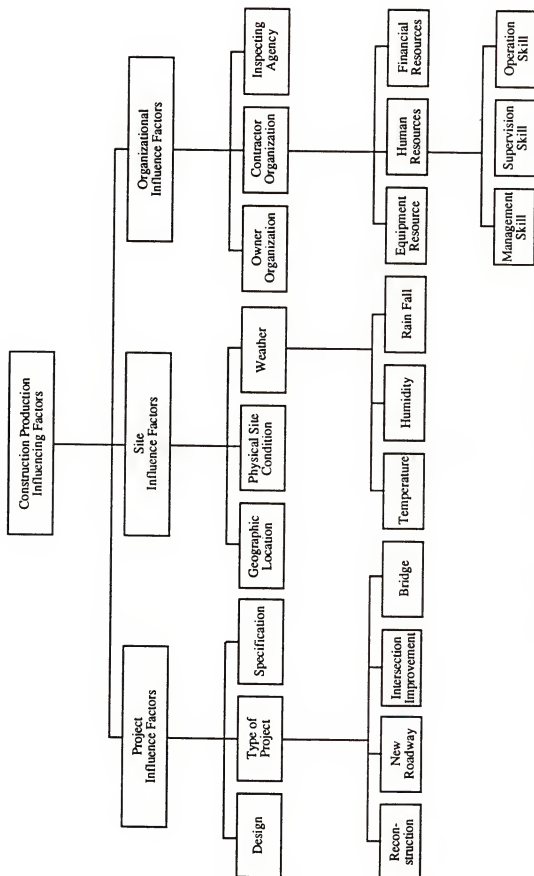 Construction Production
Influencing Factors
Project
Influence Factors
Site
Influence Factors
Organizational
Influence Factors
Design
Type of
Project
Specification
Geographic
Location
Physical Site
Condition
Weather
Owner
Organization
Contractor
Organization
Inspecting
Agency
Recon-
struction
New
Roadway
Intersection
Improvement
Bridge
Temperature
Humidity
Rain Fall
Equipment
Resource
Human
Resources
Financial
Resources
Management
Skill
Supervision
Skill
Operation
Skill